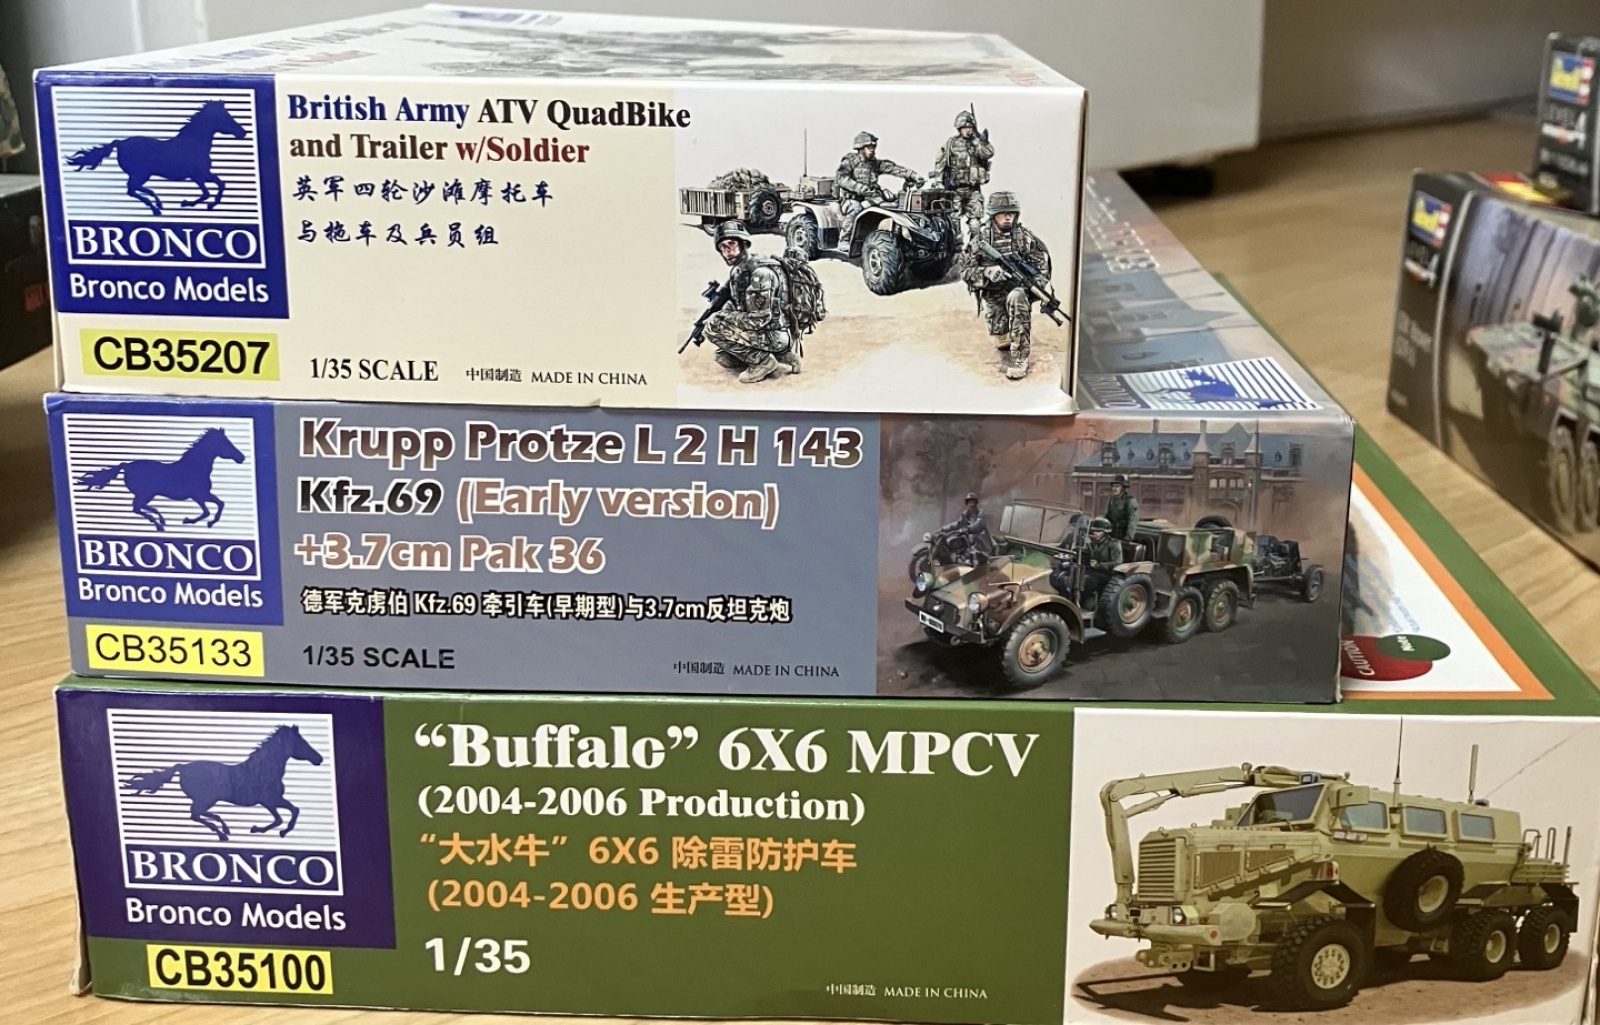 British Army ATV QuadBike
and Trailer w/Soldier
英军四轮沙滩摩托车
与拖车及兵员组
BRONCO
Bronco Models
CB35207
1/35 SCALE 中国制造 MADE IN CHINA
Krupp Protze L 2 H 143
Kfz.69 (Early version)
+3.7cm Pak 36
德军克虏伯 Kfz.69 牵引车(早期型)与3.7cm反坦克炮
BRONCO
Bronco Models
CB35133
1/35 SCALE
中国制造 MADE IN CHINA
“Buffalo” 6X6 MPCV
(2004-2006 Production)
“大水牛” 6X6 除雷防护车
(2004-2006 生产型)
BRONCO
Bronco Models
CB35100
1/35
中国制造 MADE IN CHINA
CAUTION
Revell
LEVEL 4
Revell